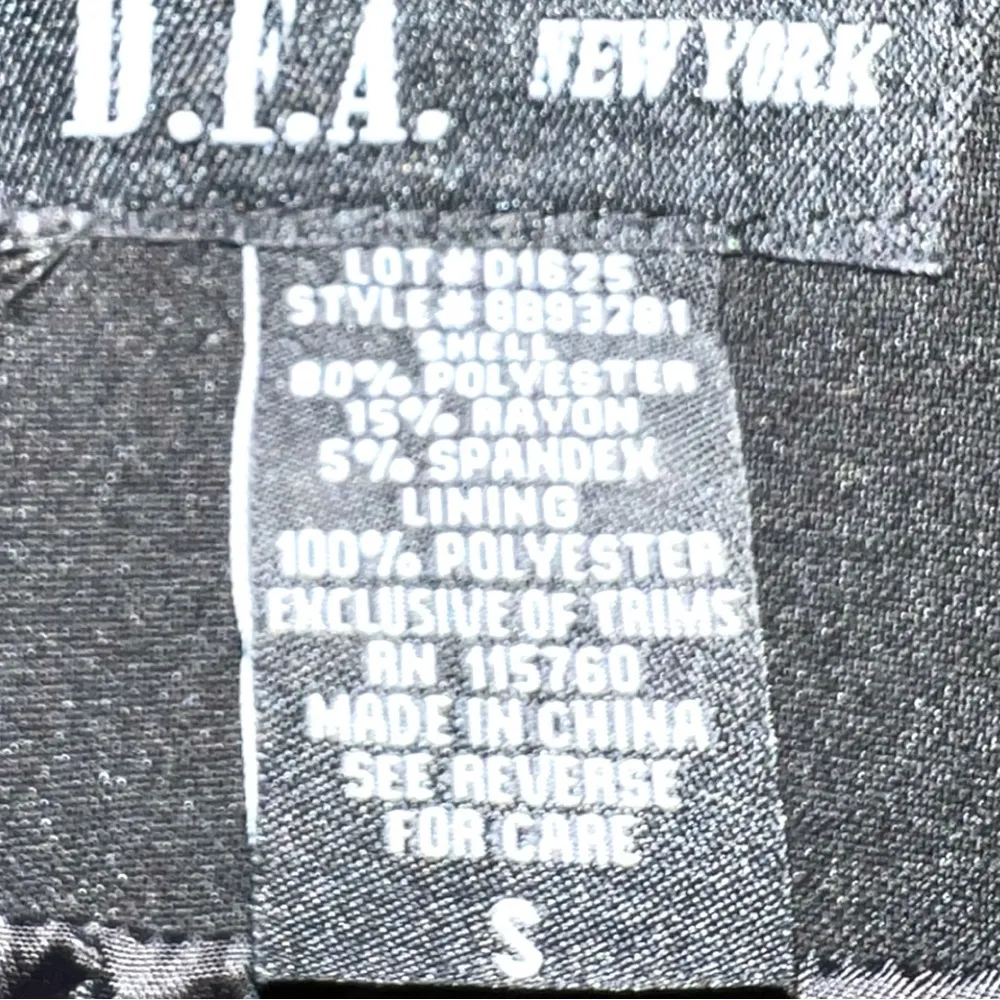 D.F.A. NEW YORK
LOT#D1625
STYLE# 8B93281
SHELL
80% POLYESTER
15% RAYON
5% SPANDEX
LINING
100% POLYESTER
EXCLUSIVE OF TRIMS
RN 115760
MADE IN CHINA
SEE REVERSE
FOR CARE
S